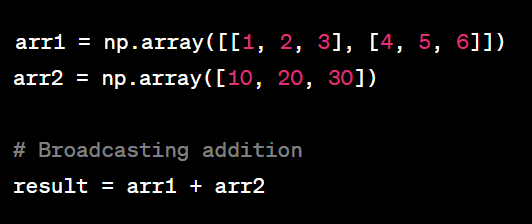 arr1 = np.array([[1, 2, 3], [4, 5, 6]])
arr2 = np.array([10, 20, 30])
# Broadcasting addition
result = arr1 + arr2